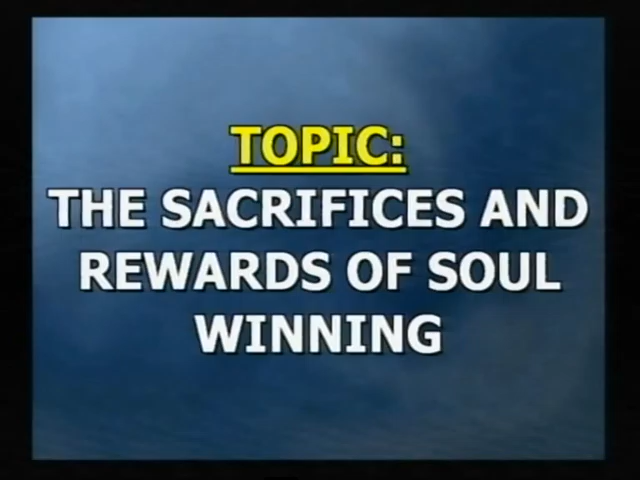 TOPIC:
THE SACRIFICES AND
REWARDS OF SOUL
WINNING